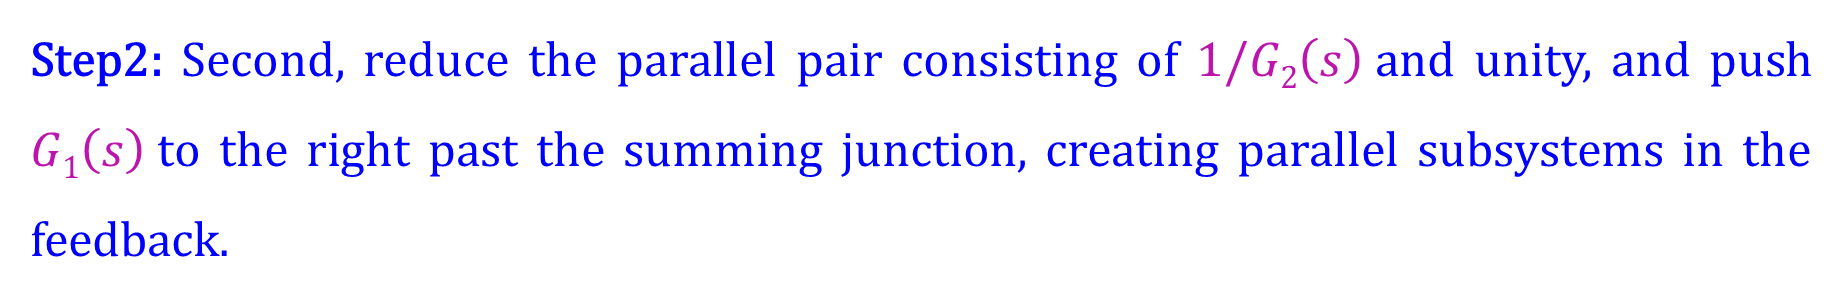 Step2: Second, reduce the parallel pair consisting of 1/G₂(s) and unity, and push
G₁(s) to the right past the summing junction, creating parallel subsystems in the
feedback.